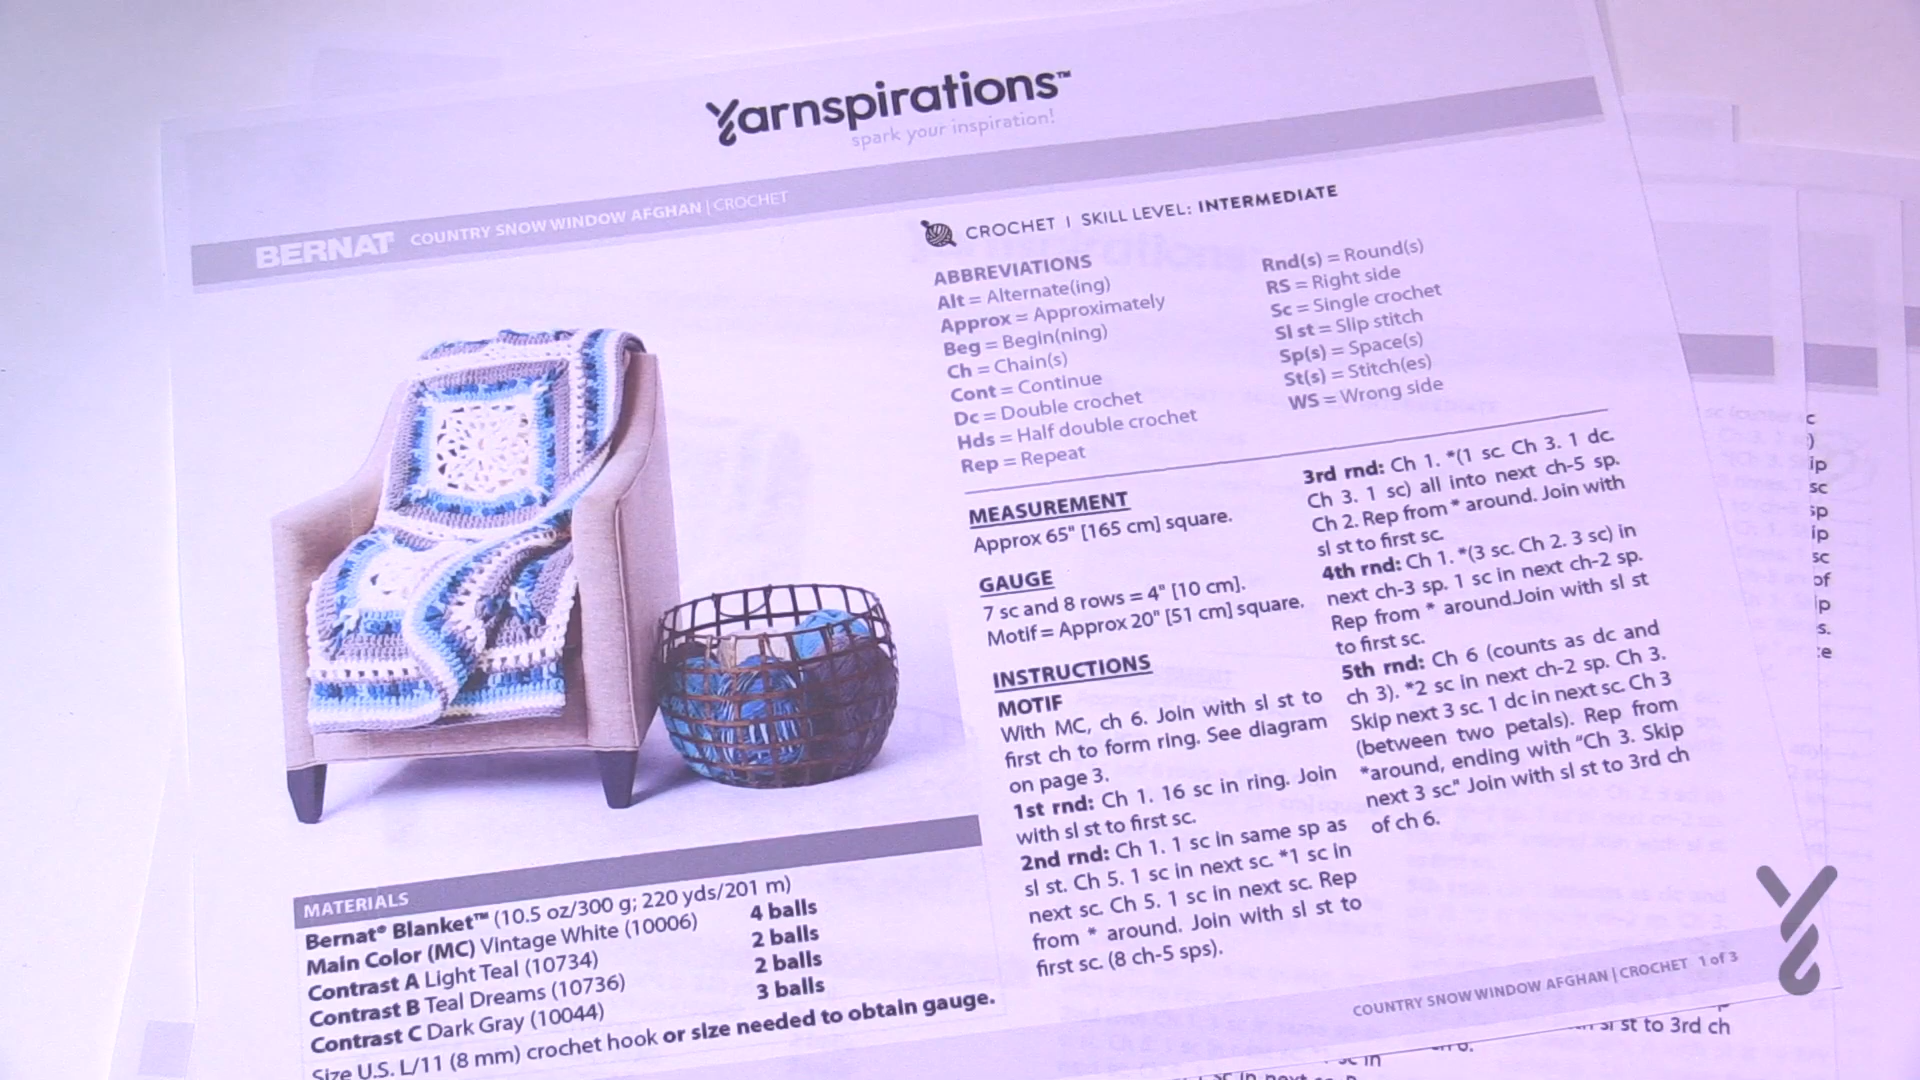 Yarnspirations™
spark your inspiration!
BERNAT COUNTRY SNOW WINDOW AFGHAN | CROCHET
CROCHET I SKILL LEVEL: INTERMEDIATE
ABBREVIATIONS
Alt = Alternate(ing)
Approx = Approximately
Beg = Begin(ning)
Ch = Chain(s)
Cont = Continue
Dc = Double crochet
Hds = Half double crochet
Rep = Repeat
Rnd(s) = Round(s)
RS = Right side
Sc = Single crochet
Sl st = Slip stitch
Sp(s) = Space(s)
St(s) = Stitch(es)
WS = Wrong side
MEASUREMENT
Approx 65" [165 cm] square.
GAUGE
7 sc and 8 rows = 4" [10 cm].
Motif = Approx 20" [51 cm] square.
INSTRUCTIONS
MOTIF
With MC, ch 6. Join with sl st to
first ch to form ring. See diagram
on page 3.
1st rnd: Ch 1. 16 sc in ring. Join
with sl st to first sc.
2nd rnd: Ch 1. 1 sc in same sp as
sl st. Ch 5. 1 sc in next sc. *1 sc in
next sc. Ch 5. 1 sc in next sc. Rep
from * around. Join with sl st to
first sc. (8 ch-5 sps).
3rd rnd: Ch 1. *(1 sc. Ch 3. 1 dc.
Ch 3. 1 sc) all into next ch-5 sp.
Ch 2. Rep from * around. Join with
sl st to first sc.
4th rnd: Ch 1. *(3 sc. Ch 2. 3 sc) in
next ch-3 sp. 1 sc in next ch-2 sp.
Rep from * around.Join with sl st
to first sc.
5th rnd: Ch 6 (counts as dc and
ch 3). *2 sc in next ch-2 sp. Ch 3.
Skip next 3 sc. 1 dc in next sc. Ch 3
(between two petals). Rep from
*around, ending with "Ch 3. Skip
next 3 sc." Join with sl st to 3rd ch
of ch 6.
MATERIALS
Bernat® Blanket™ (10.5 oz/300 g; 220 yds/201 m)
Main Color (MC) Vintage White (10006) 4 balls
Contrast A Light Teal (10734) 2 balls
Contrast B Teal Dreams (10736) 2 balls
Contrast C Dark Gray (10044) 3 balls
Size U.S. L/11 (8 mm) crochet hook or size needed to obtain gauge.
COUNTRY SNOW WINDOW AFGHAN | CROCHET 1 of 3
st to 3rd ch